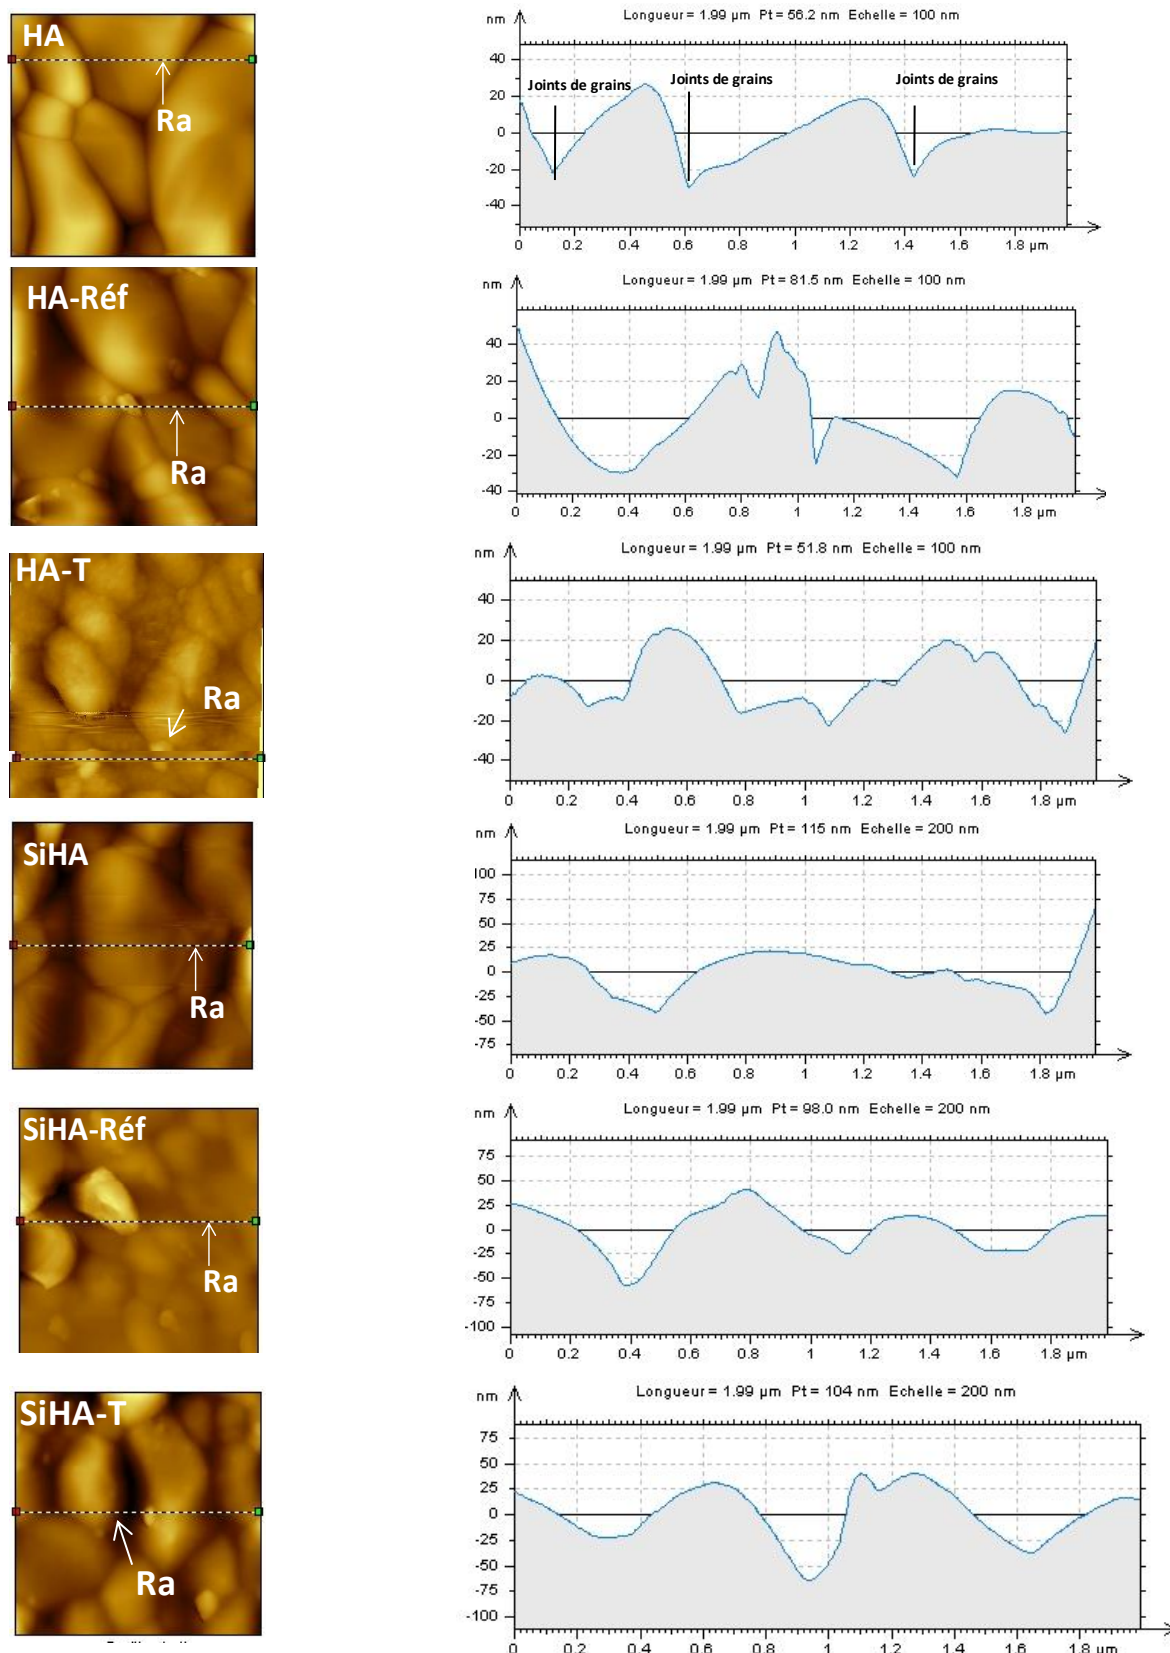 HA
Ra
nm
Longueur = 1.99 µm Pt = 56.2 nm Echelle = 100 nm
Joints de grains Joints de grains Joints de grains
40
20
0
-20
-40
0 0.2 0.4 0.6 0.8 1 1.2 1.4 1.6 1.8 µm
HA-Réf
Ra
nm
Longueur = 1.99 µm Pt = 81.5 nm Echelle = 100 nm
40
20
0
-20
-40
0 0.2 0.4 0.6 0.8 1 1.2 1.4 1.6 1.8 µm
HA-T
Ra
nm
Longueur = 1.99 µm Pt = 51.8 nm Echelle = 100 nm
40
20
0
-20
-40
0 0.2 0.4 0.6 0.8 1 1.2 1.4 1.6 1.8 µm
SiHA
Ra
nm
Longueur = 1.99 µm Pt = 115 nm Echelle = 200 nm
100
75
50
25
0
-25
-50
-75
0 0.2 0.4 0.6 0.8 1 1.2 1.4 1.6 1.8 µm
SiHA-Réf
Ra
nm
Longueur = 1.99 µm Pt = 98.0 nm Echelle = 200 nm
75
50
25
0
-25
-50
-75
-100
0 0.2 0.4 0.6 0.8 1 1.2 1.4 1.6 1.8 µm
SiHA-T
Ra
nm
Longueur = 1.99 µm Pt = 104 nm Echelle = 200 nm
75
50
25
0
-25
-50
-75
-100
0 0.2 0.4 0.6 0.8 1 1.2 1.4 1.6 1.8 µm